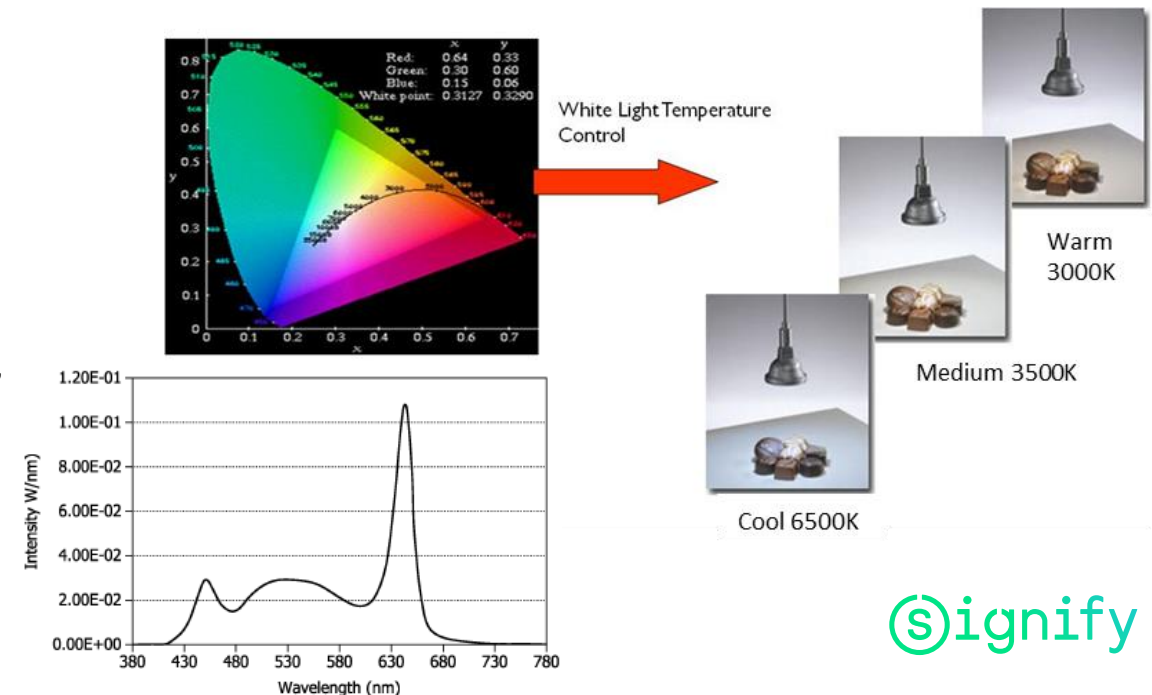 x y
Red: 0.64 0.33
Green: 0.30 0.60
Blue: 0.15 0.06
White point: 0.3127 0.3290
0.8
0.7
0.6
0.5
y
0.4
0.3
0.2
0.1
0
0 0.1 0.2 0.3 0.4 0.5 0.6 0.7
x
White Light Temperature
Control
Warm
3000K
Medium 3500K
Cool 6500K
1.20E-01
1.00E-01
8.00E-02
6.00E-02
4.00E-02
2.00E-02
0.00E+00
Intensity W/nm)
380 430 480 530 580 630 680 730 780
Wavelength (nm)
signify